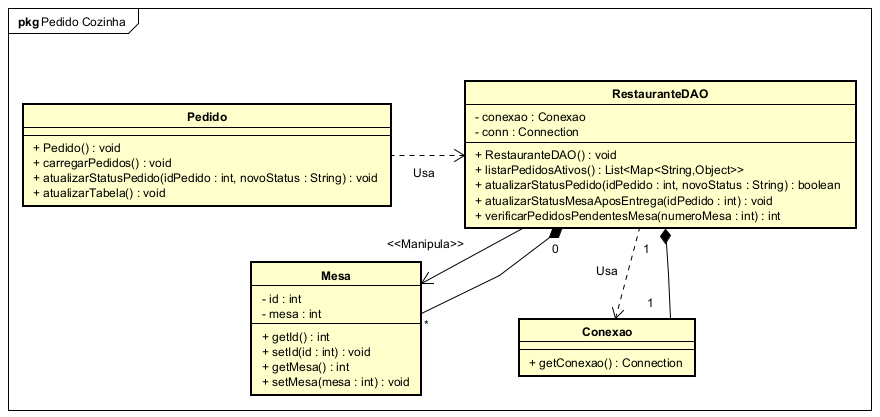 pkg Pedido Cozinha
Pedido
+ Pedido() : void
+ carregarPedidos() : void
+ atualizarStatusPedido(idPedido : int, novoStatus : String) : void
+ atualizarTabela() : void
Usa
RestauranteDAO
- conexao : Conexao
- conn : Connection
+ RestauranteDAO() : void
+ listarPedidosAtivos() : List<Map<String,Object>>
+ atualizarStatusPedido(idPedido : int, novoStatus : String) : boolean
+ atualizarStatusMesaAposEntrega(idPedido : int) : void
+ verificarPedidosPendentesMesa(numeroMesa : int) : int
<<Manipula>>
0
1
Usa
1
*
Mesa
- id : int
- mesa : int
+ getId() : int
+ setId(id : int) : void
+ getMesa() : int
+ setMesa(mesa : int) : void
Conexao
+ getConexao() : Connection